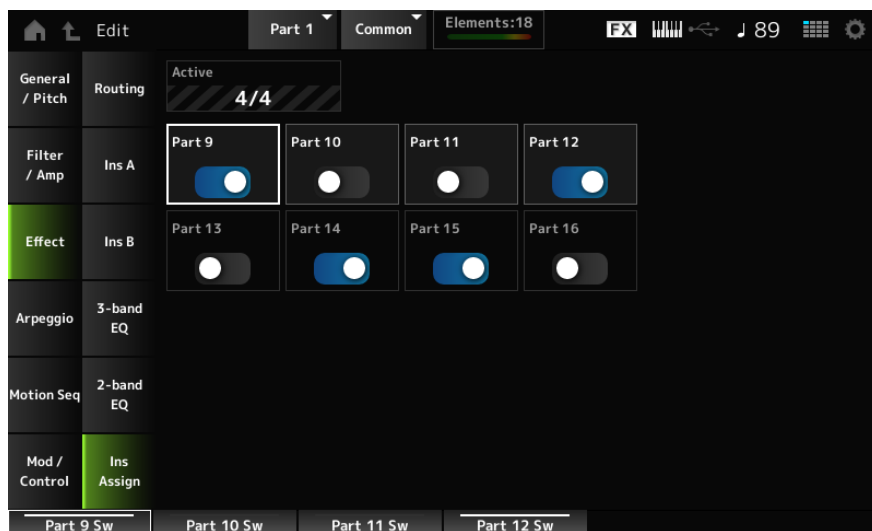 Edit
Part 1
Common
Elements:18
FX
♩ 89
General
/ Pitch
Routing
Active
4/4
Part 9
Part 10
Part 11
Part 12
Filter
/ Amp
Ins A
Part 13
Part 14
Part 15
Part 16
Effect
Ins B
Arpeggio
3-band
EQ
Motion Seq
2-band
EQ
Mod /
Control
Ins
Assign
Part 9 Sw
Part 10 Sw
Part 11 Sw
Part 12 Sw